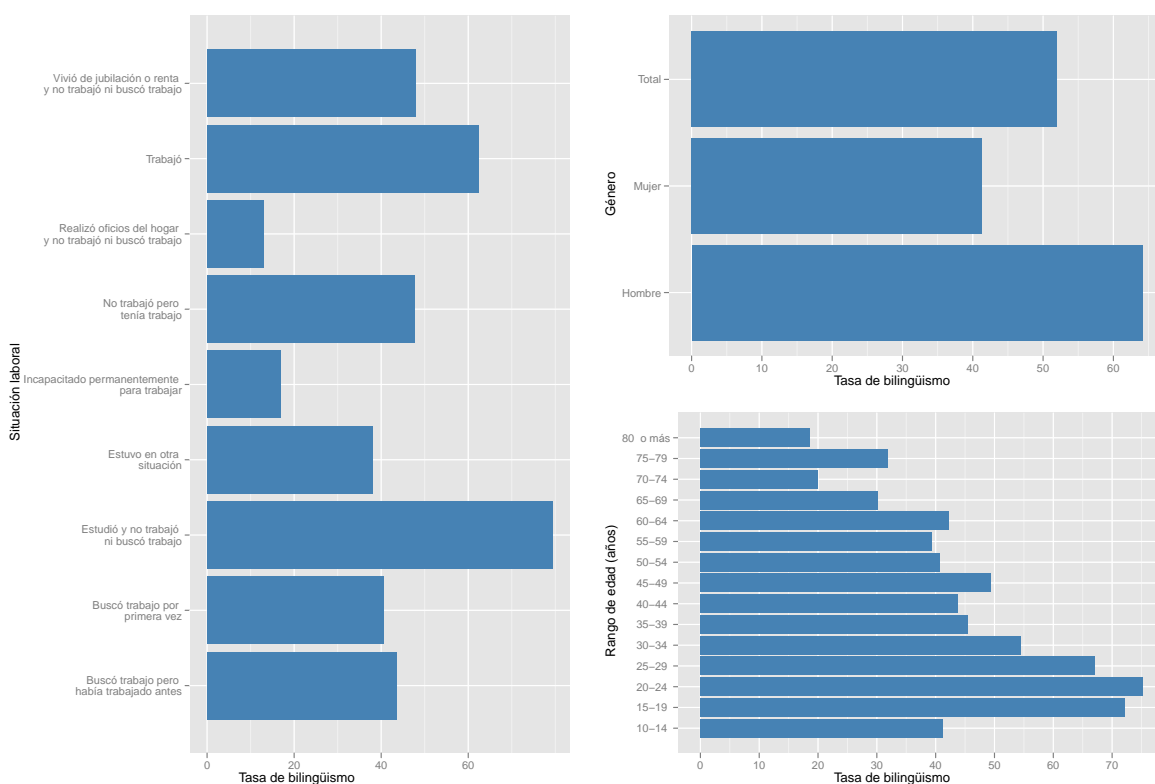 Situación laboral
Vivió de jubilación o renta
y no trabajó ni buscó trabajo
Trabajó
Realizó oficios del hogar
y no trabajó ni buscó trabajo
No trabajó pero
tenía trabajo
Incapacitado permanentemente
para trabajar
Estuvo en otra
situación
Estudió y no trabajó
ni buscó trabajo
Buscó trabajo por
primera vez
Buscó trabajo pero
había trabajado antes
0 20 40 60
Tasa de bilingüismo
Género
Total
Mujer
Hombre
0 10 20 30 40 50 60
Tasa de bilingüismo
Rango de edad (años)
80 o más
75−79
70−74
65−69
60−64
55−59
50−54
45−49
40−44
35−39
30−34
25−29
20−24
15−19
10−14
0 10 20 30 40 50 60 70
Tasa de bilingüismo